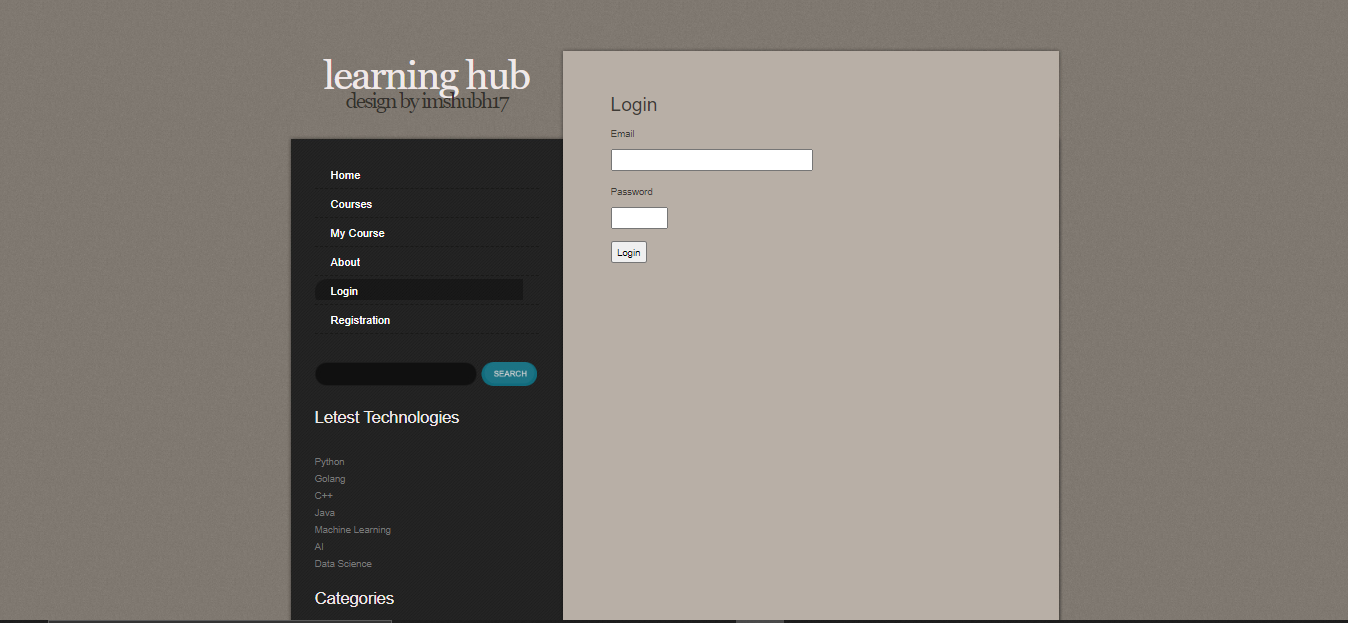 learning hub
design by imshubh17
Home
Courses
My Course
About
Login
Registration
SEARCH
Letest Technologies
Python
Golang
C++
Java
Machine Learning
AI
Data Science
Categories
Login
Email
Password
Login